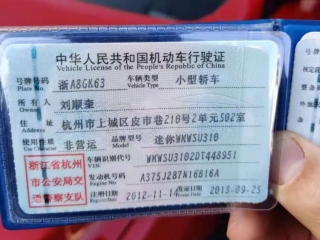 中华人民共和国机动车行驶证
Vehicle License of the People's Republic of China
号牌号码 浙A8GK63 车辆类型 小型轿车
Plate No. Vehicle Type
所有人 刘顺奎
Owner
住址 杭州市上城区皮市巷210号2单元502室
Address
使用性质 非营运 品牌型号 迷你WMWSU310
Use Character Model
浙江省杭州
市公安局交
通警察支队
车辆识别代号 WMWSU3102DT448951
VIN
发动机号码 A375J287N16B16A
Engine No.
注册日期 2012-11-14 发证日期 2013-09-25
Register Date Issue Date